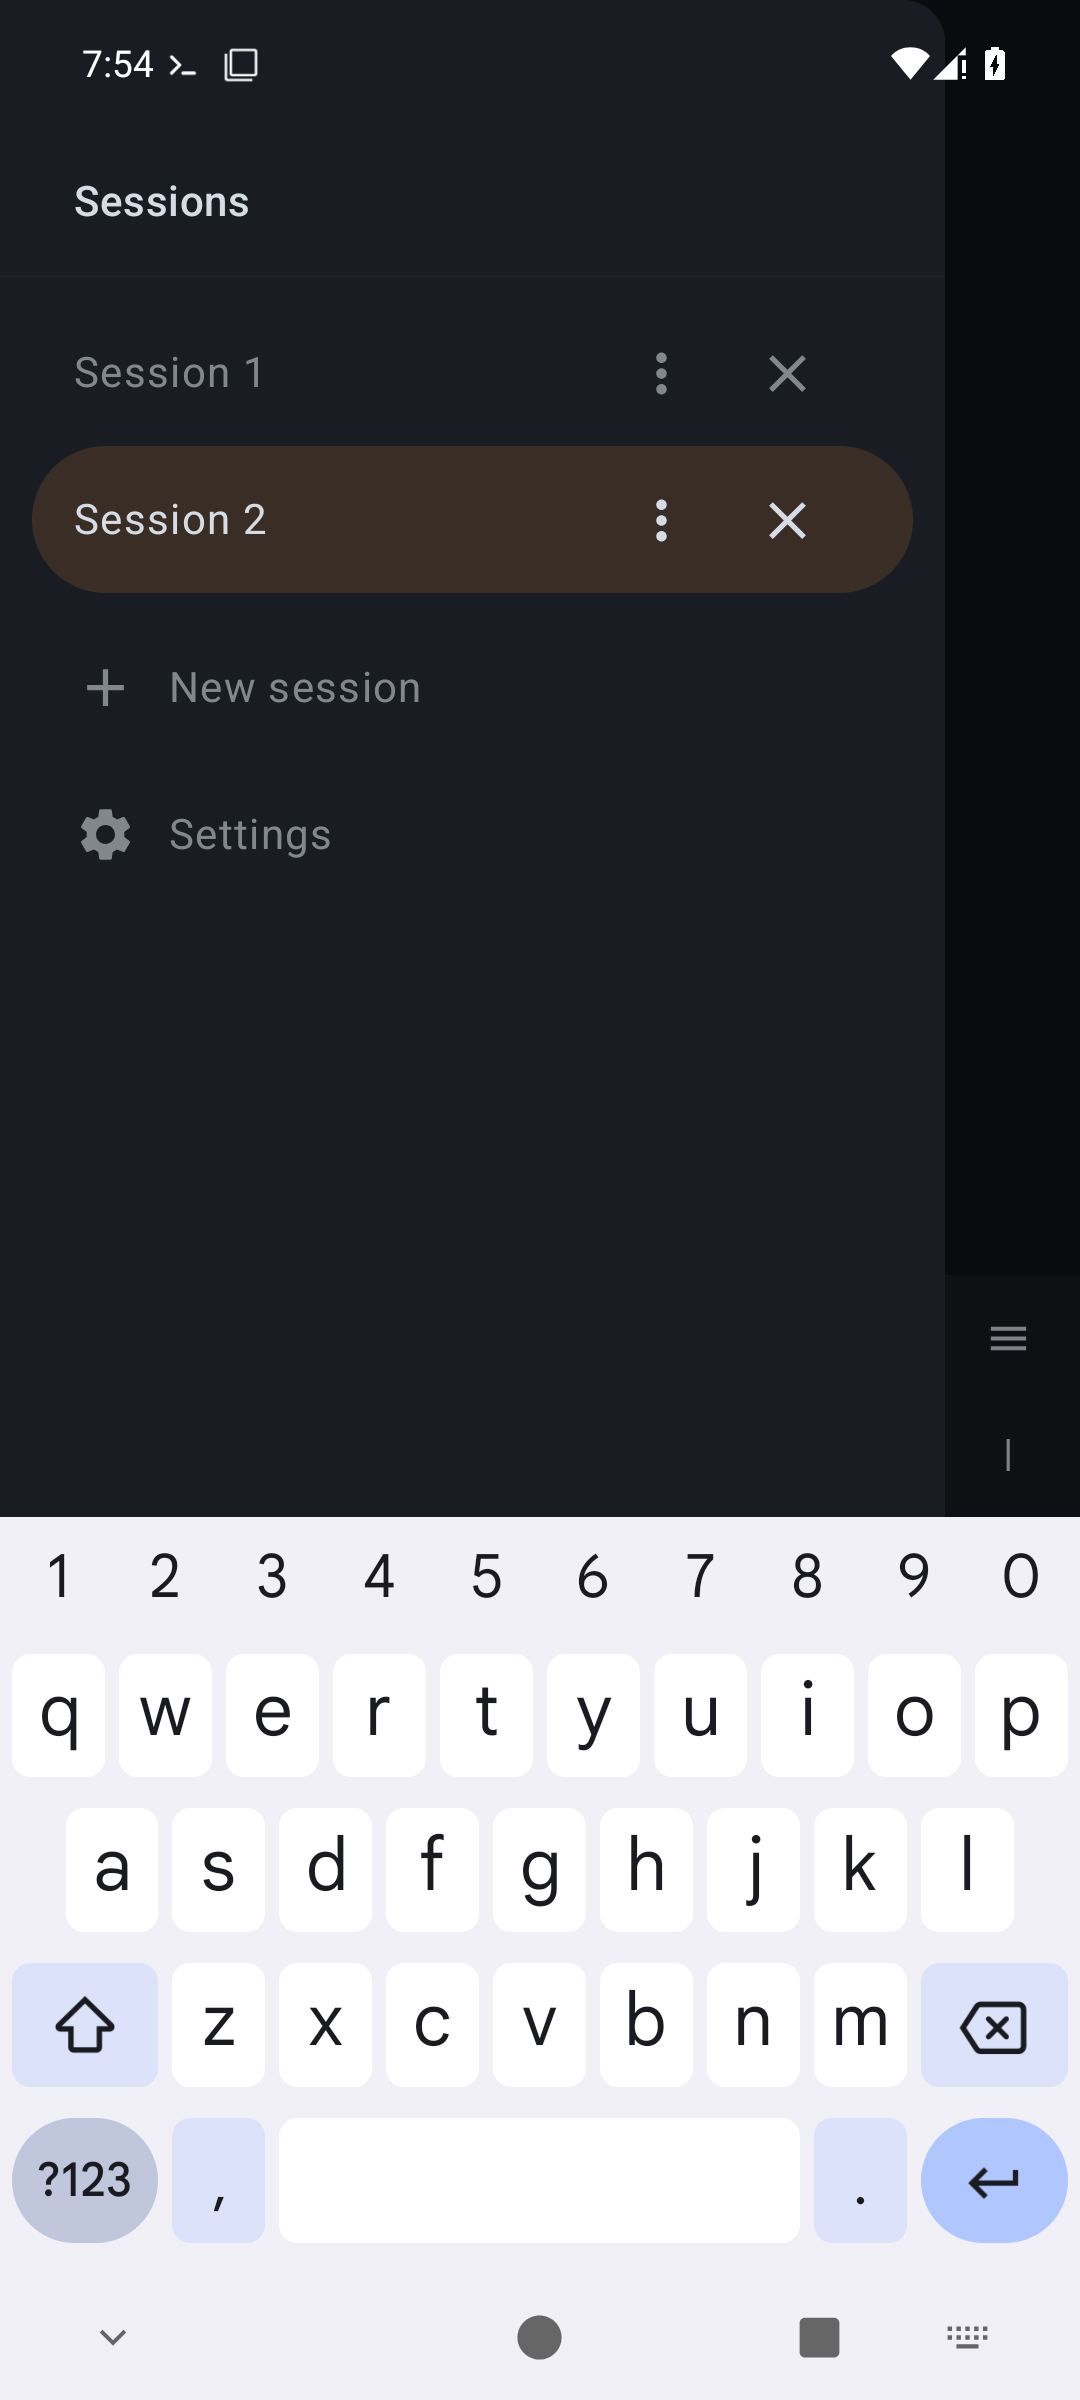 7:54
Sessions
Session 1
Session 2
New session
Settings
1 2 3 4 5 6 7 8 9 0
q w e r t y u i o p
a s d f g h j k l
z x c v b n m
?123 , .